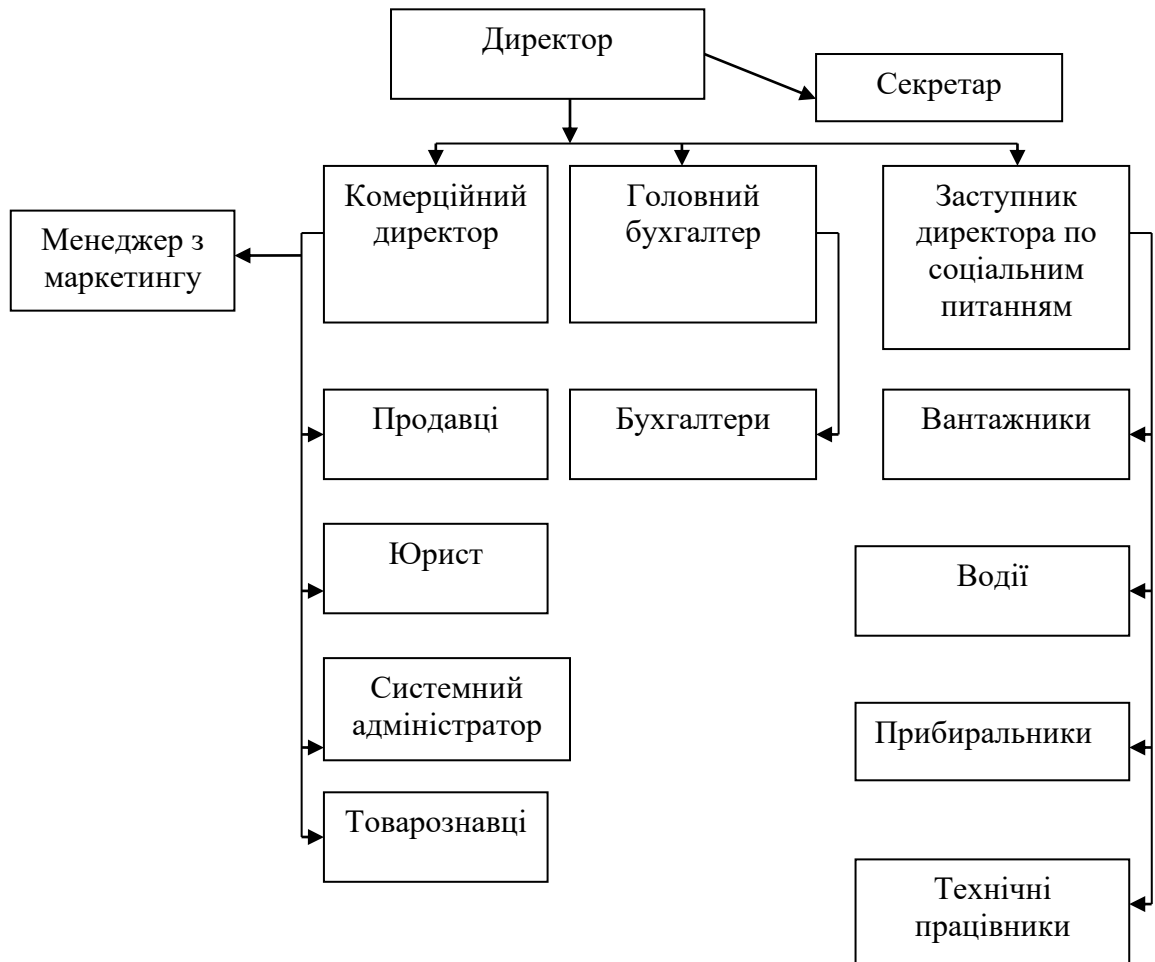 Директор
Секретар
Комерційний
директор
Головний
бухгалтер
Заступник
директора по
соціальним
питанням
Менеджер з
маркетингу
Продавці
Бухгалтери
Вантажники
Юрист
Водії
Системний
адміністратор
Прибиральники
Товарознавці
Технічні
працівники